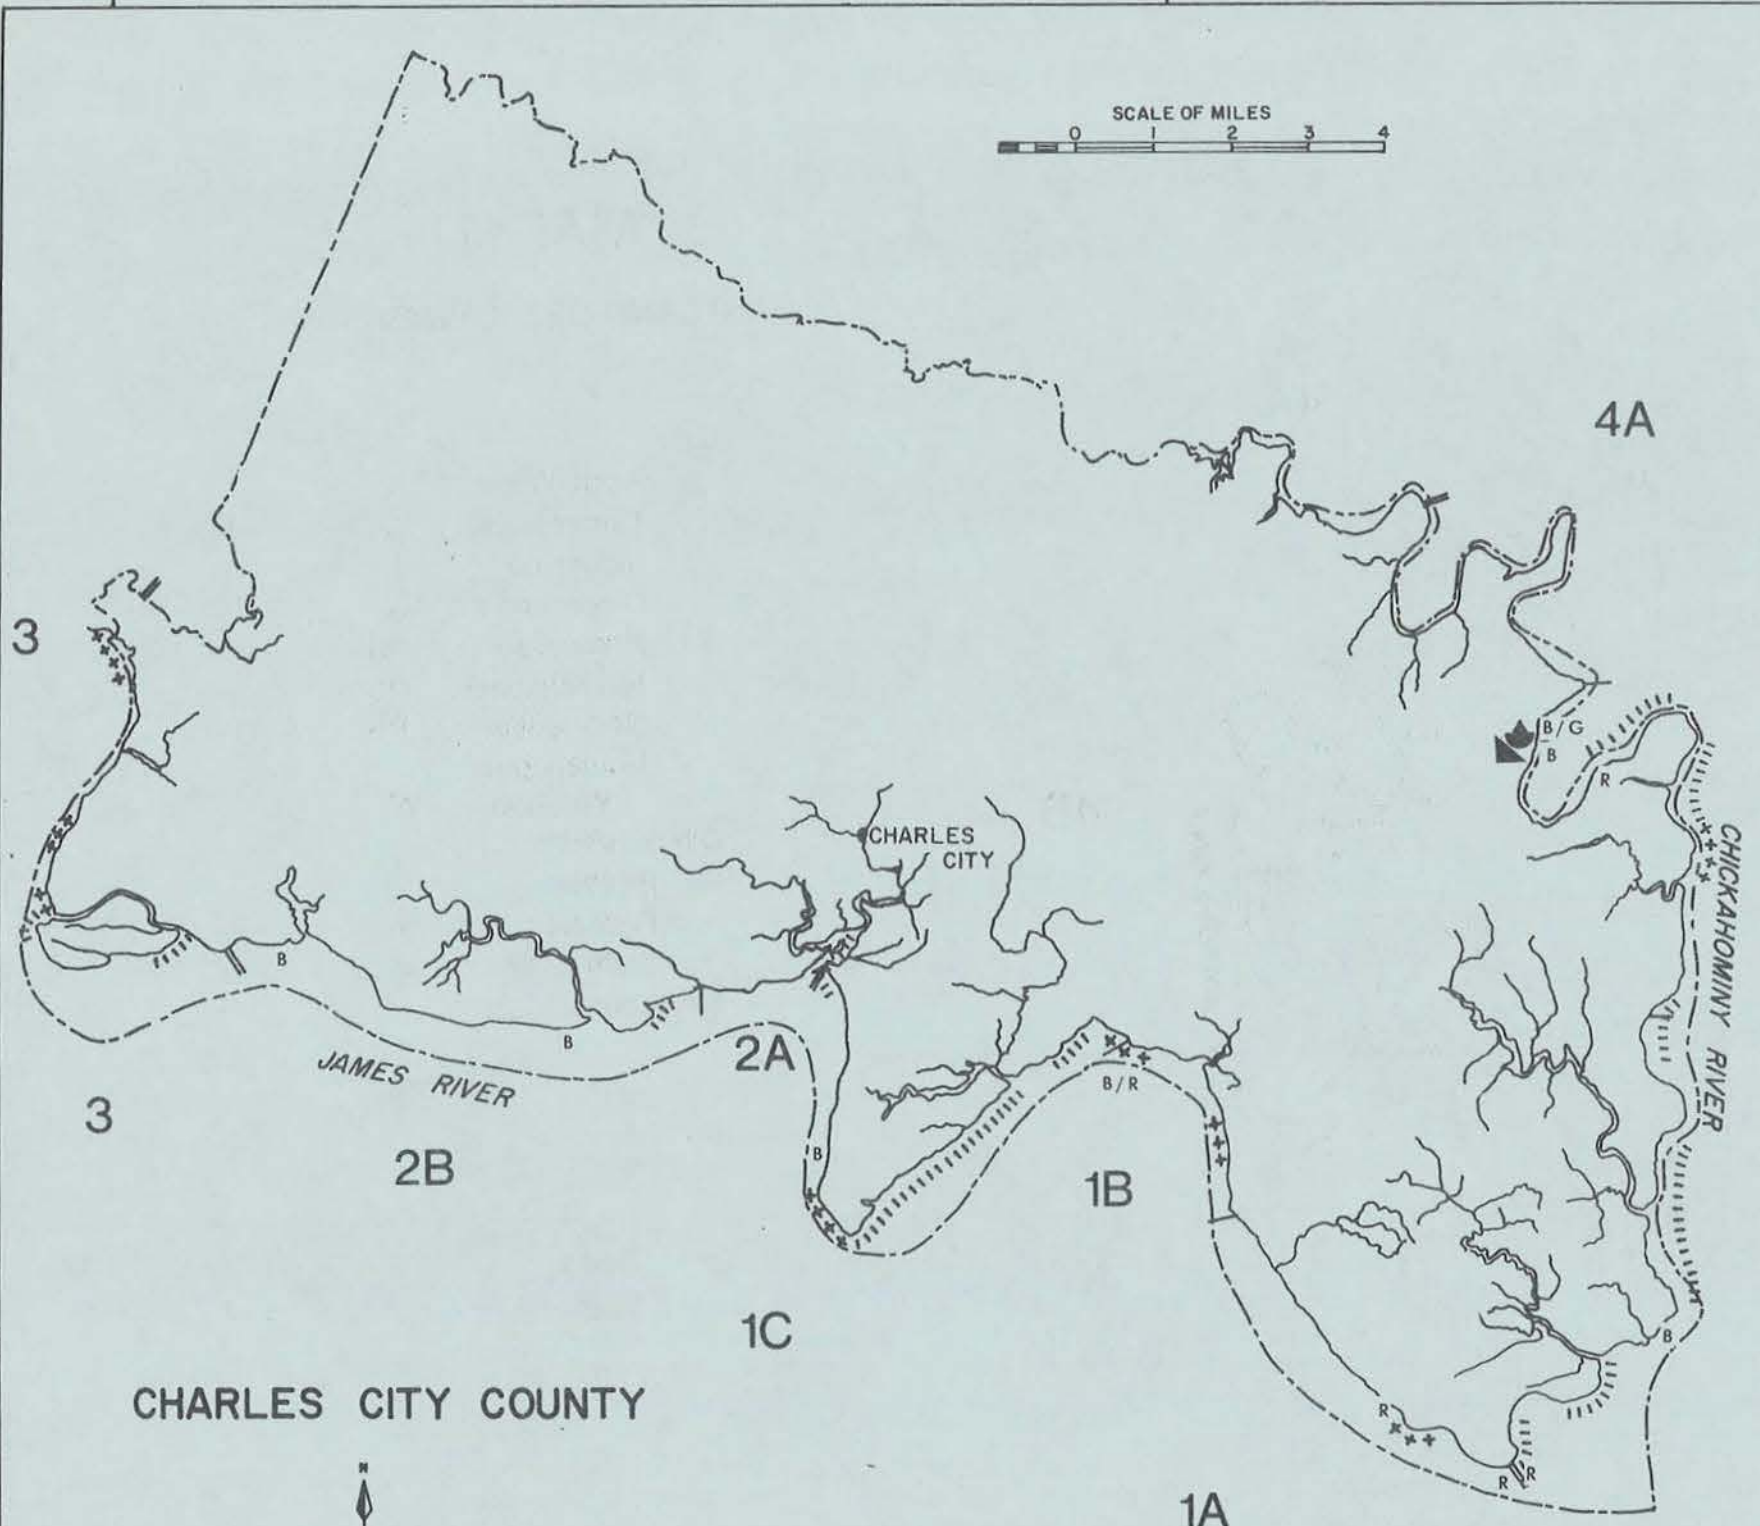 SCALE OF MILES
0 1 2 3 4
4A
3
B/G
B
R
CHARLES
CITY
CHICKAHOMINY RIVER
B
B
JAMES RIVER
2A
B/R
3
2B
B
1B
1C
B
CHARLES CITY COUNTY
R
R
R
N
1A